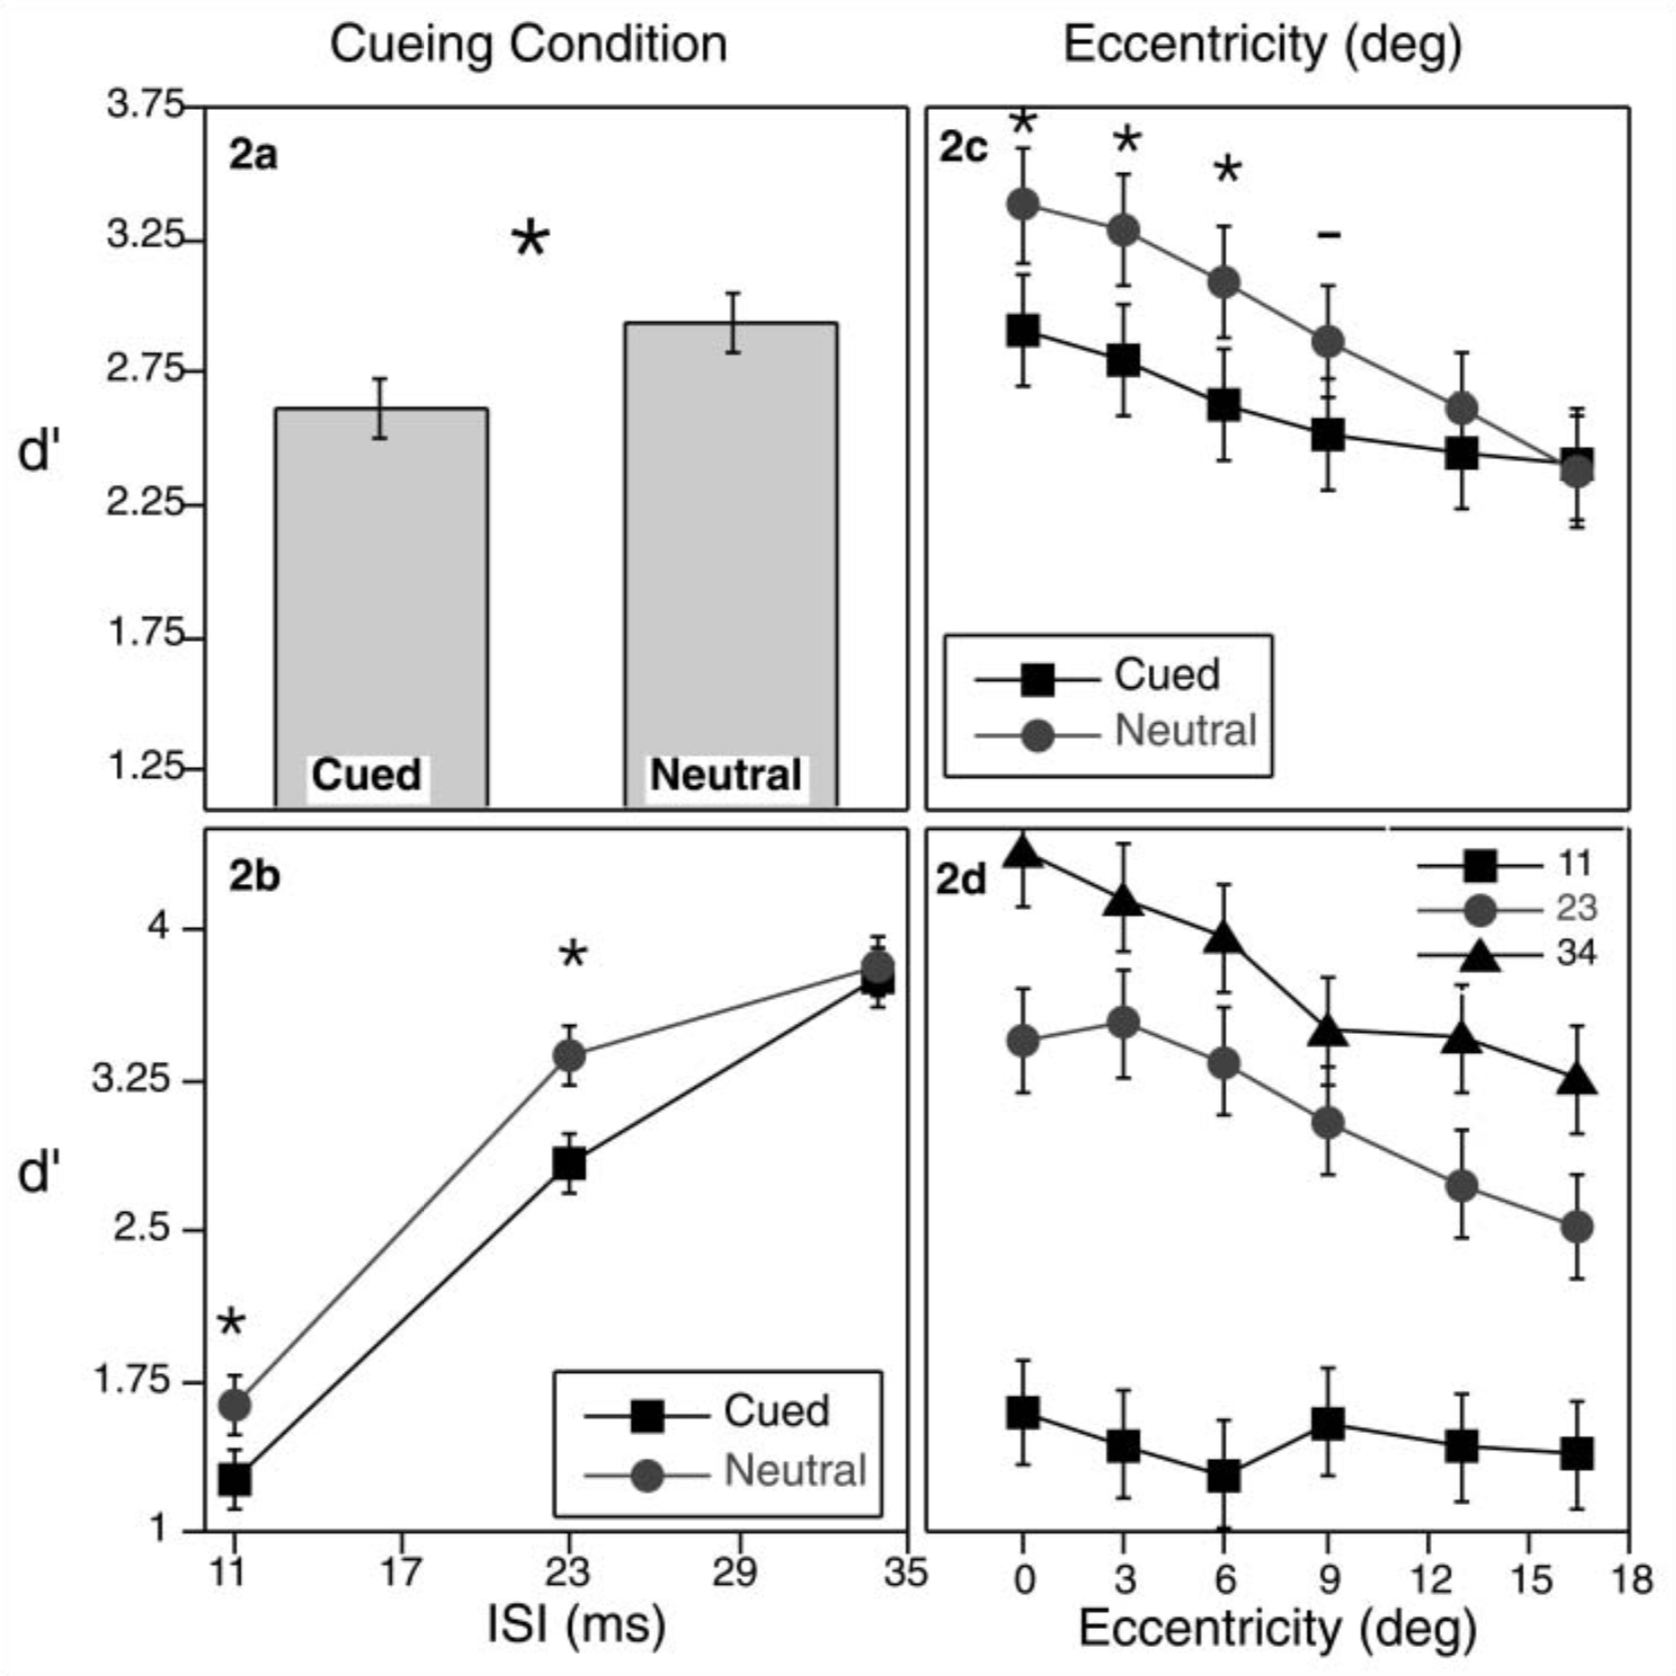 Cueing Condition
Eccentricity (deg)
3.75
3.25
2.75
2.25
1.75
1.25
d'
2a
*
Cued
Neutral
2c
*
*
*
–
Cued
Neutral
4
3.25
2.5
1.75
1
d'
2b
*
*
Cued
Neutral
11
17
23
29
35
ISI (ms)
2d
11
23
34
0
3
6
9
12
15
18
Eccentricity (deg)